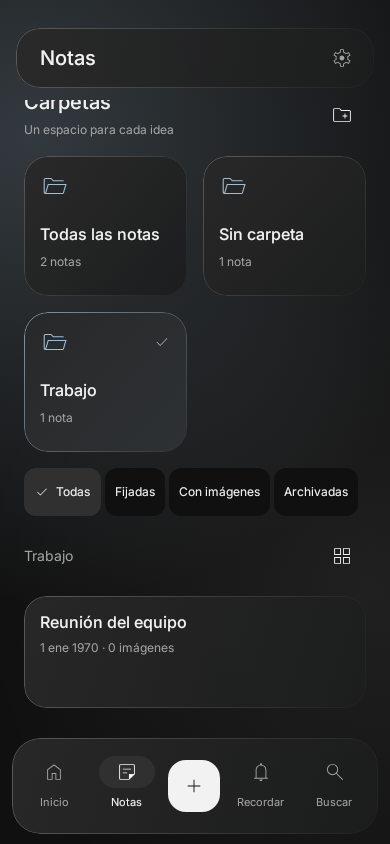 Notas
Carpetas
Un espacio para cada idea
Todas las notas
2 notas
Sin carpeta
1 nota
Trabajo
1 nota
Todas
Fijadas
Con imágenes
Archivadas
Trabajo
Reunión del equipo
1 ene 1970 · 0 imágenes
Inicio
Notas
Recordar
Buscar